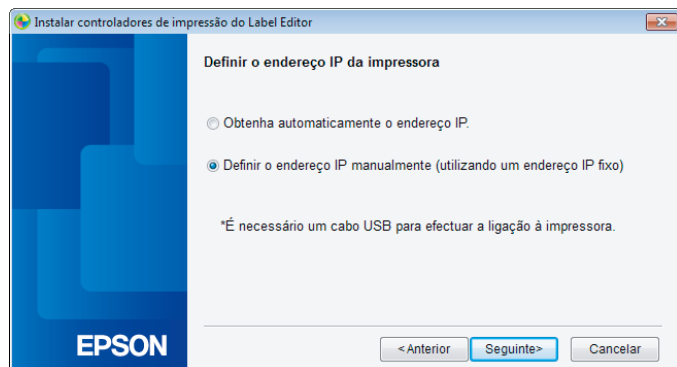 Instalar controladores de impressão do Label Editor
Definir o endereço IP da impressora
Obtenha automaticamente o endereço IP.
Definir o endereço IP manualmente (utilizando um endereço IP fixo)
*É necessário um cabo USB para efectuar a ligação à impressora.
EPSON
<Anterior Seguinte> Cancelar